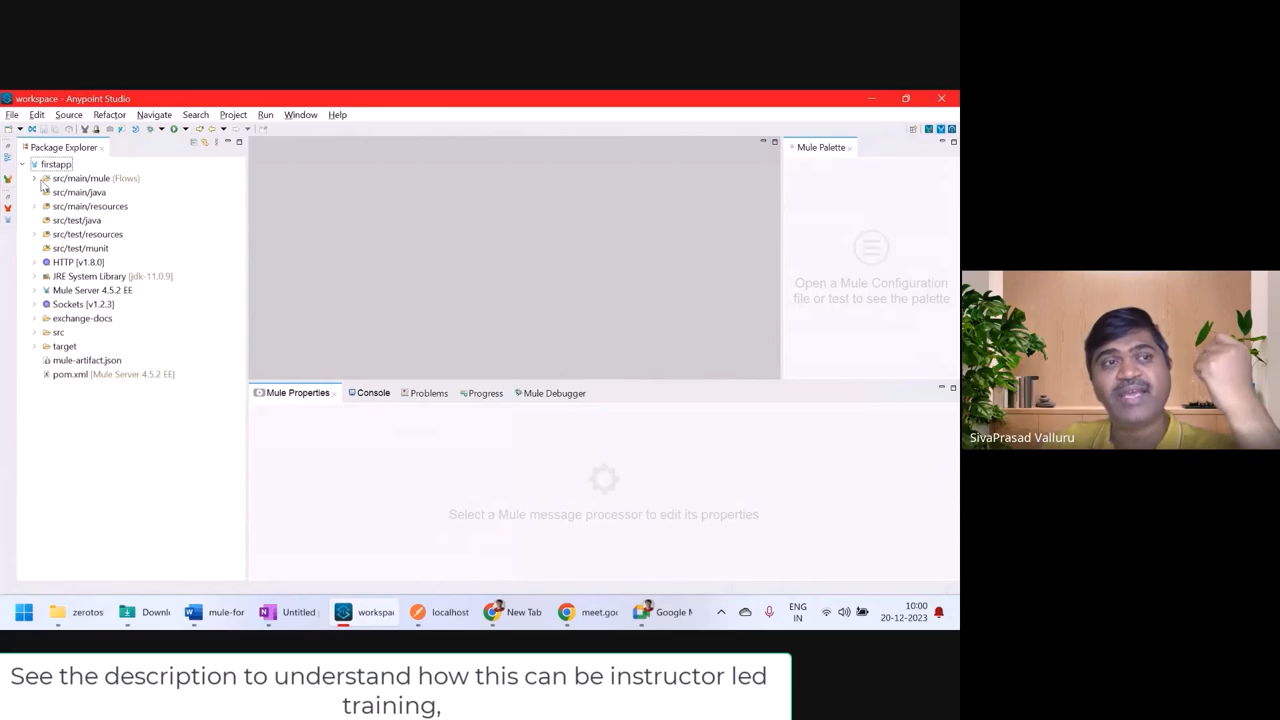 workspace - Anypoint Studio
File Edit Source Refactor Navigate Search Project Run Window Help
Package Explorer
Mule Palette
firstapp
src/main/mule (Flows)
src/main/java
src/main/resources
src/test/java
src/test/resources
src/test/munit
HTTP [v1.8.0]
JRE System Library [jdk-11.0.9]
Mule Server 4.5.2 EE
Sockets [v1.2.3]
exchange-docs
src
target
mule-artifact.json
pom.xml [Mule Server 4.5.2 EE]
Open a Mule Configuration
file or test to see the palette
Mule Properties Console Problems Progress Mule Debugger
Select a Mule message processor to edit its properties
SivaPrasad Valluru
zerotos Downl mule-for Untitled workspac localhost New Tab meet.goo Google M
ENG
IN
10:00
20-12-2023
See the description to understand how this can be instructor led
training,